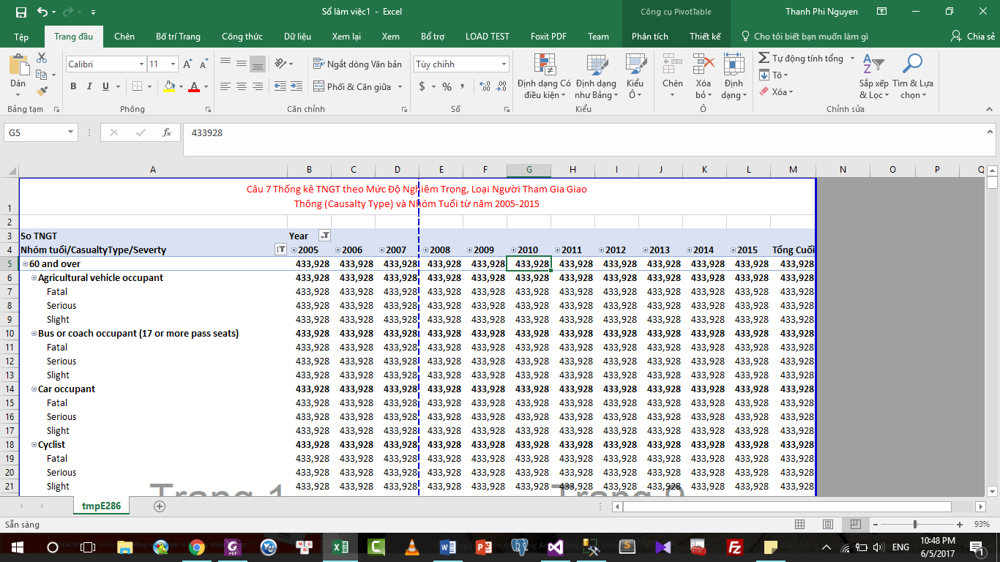 Sổ làm việc1 - Excel
Công cụ PivotTable
Thanh Phi Nguyen
Tệp Trang đầu Chèn Bố trí Trang Công thức Dữ liệu Xem lại Xem Bổ trợ LOAD TEST Foxit PDF Team Phân tích Thiết kế Cho tôi biết bạn muốn làm gì Chia sẻ
Dán
Bảng tạm
Calibri 11
B I U
Phông
Ngắt dòng Văn bản
Phối & Căn giữa
Căn chỉnh
Tùy chỉnh
$ % ,
Số
Định dạng Có điều kiện
Định dạng như Bảng
Kiểu Ô
Kiểu
Chèn
Xóa bỏ
Định dạng
Ô
Tự động tính tổng
Tô
Xóa
Sắp xếp & Lọc
Tìm & Lựa chọn
Chỉnh sửa
G5 fx 433928
A B C D E F G H I J K L M N O P Q
1 Câu 7 Thống kê TNGT theo Mức Độ Nghiêm Trọng, Loại Người Tham Gia Giao
Thông (Causalty Type) và Nhóm Tuổi từ năm 2005-2015
2
3 So TNGT Year
4 Nhóm tuổi/CasualtyType/Severty 2005 2006 2007 2008 2009 2010 2011 2012 2013 2014 2015 Tổng Cuối
5 60 and over 433,928 433,928 433,928 433,928 433,928 433,928 433,928 433,928 433,928 433,928 433,928 433,928
6 Agricultural vehicle occupant 433,928 433,928 433,928 433,928 433,928 433,928 433,928 433,928 433,928 433,928 433,928 433,928
7 Fatal 433,928 433,928 433,928 433,928 433,928 433,928 433,928 433,928 433,928 433,928 433,928 433,928
8 Serious 433,928 433,928 433,928 433,928 433,928 433,928 433,928 433,928 433,928 433,928 433,928 433,928
9 Slight 433,928 433,928 433,928 433,928 433,928 433,928 433,928 433,928 433,928 433,928 433,928 433,928
10 Bus or coach occupant (17 or more pass seats) 433,928 433,928 433,928 433,928 433,928 433,928 433,928 433,928 433,928 433,928 433,928 433,928
11 Fatal 433,928 433,928 433,928 433,928 433,928 433,928 433,928 433,928 433,928 433,928 433,928 433,928
12 Serious 433,928 433,928 433,928 433,928 433,928 433,928 433,928 433,928 433,928 433,928 433,928 433,928
13 Slight 433,928 433,928 433,928 433,928 433,928 433,928 433,928 433,928 433,928 433,928 433,928 433,928
14 Car occupant 433,928 433,928 433,928 433,928 433,928 433,928 433,928 433,928 433,928 433,928 433,928 433,928
15 Fatal 433,928 433,928 433,928 433,928 433,928 433,928 433,928 433,928 433,928 433,928 433,928 433,928
16 Serious 433,928 433,928 433,928 433,928 433,928 433,928 433,928 433,928 433,928 433,928 433,928 433,928
17 Slight 433,928 433,928 433,928 433,928 433,928 433,928 433,928 433,928 433,928 433,928 433,928 433,928
18 Cyclist 433,928 433,928 433,928 433,928 433,928 433,928 433,928 433,928 433,928 433,928 433,928 433,928
19 Fatal 433,928 433,928 433,928 433,928 433,928 433,928 433,928 433,928 433,928 433,928 433,928 433,928
20 Serious 433,928 433,928 433,928 433,928 433,928 433,928 433,928 433,928 433,928 433,928 433,928 433,928
21 Slight 433,928 433,928 433,928 433,928 433,928 433,928 433,928 433,928 433,928 433,928 433,928 433,928
Trang 1 Trang 9
tmpE286
Sẵn sàng 93%
ENG 10:48 PM
6/5/2017